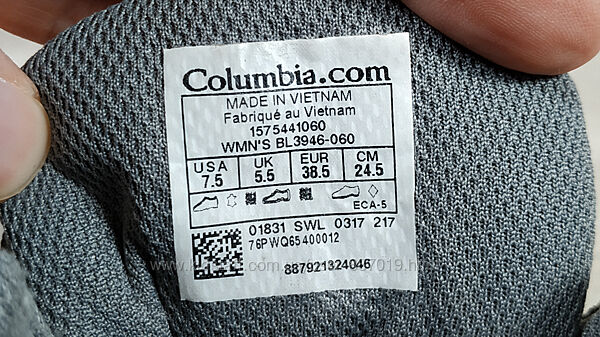 Columbia.com
MADE IN VIETNAM
Fabriqué au Vietnam
1575441060
WMN'S BL3946-060
USA UK EUR CM
7.5 5.5 38.5 24.5
ECA-5
01831 SWL 0317 217
76PWQ65400012
887921324046